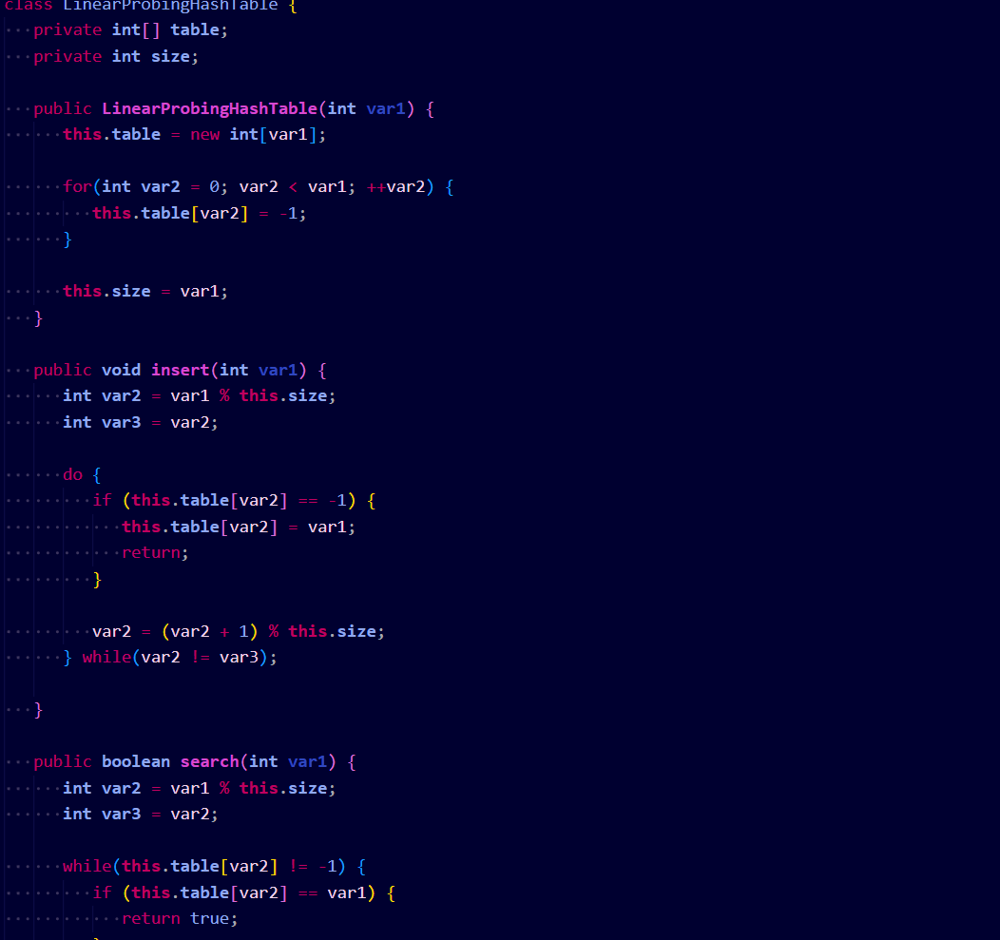 class LinearProbingHashTable {
private int[] table;
private int size;
public LinearProbingHashTable(int var1) {
this.table = new int[var1];
for(int var2 = 0; var2 < var1; ++var2) {
this.table[var2] = -1;
}
this.size = var1;
}
public void insert(int var1) {
int var2 = var1 % this.size;
int var3 = var2;
do {
if (this.table[var2] == -1) {
this.table[var2] = var1;
return;
}
var2 = (var2 + 1) % this.size;
} while(var2 != var3);
}
public boolean search(int var1) {
int var2 = var1 % this.size;
int var3 = var2;
while(this.table[var2] != -1) {
if (this.table[var2] == var1) {
return true;
}